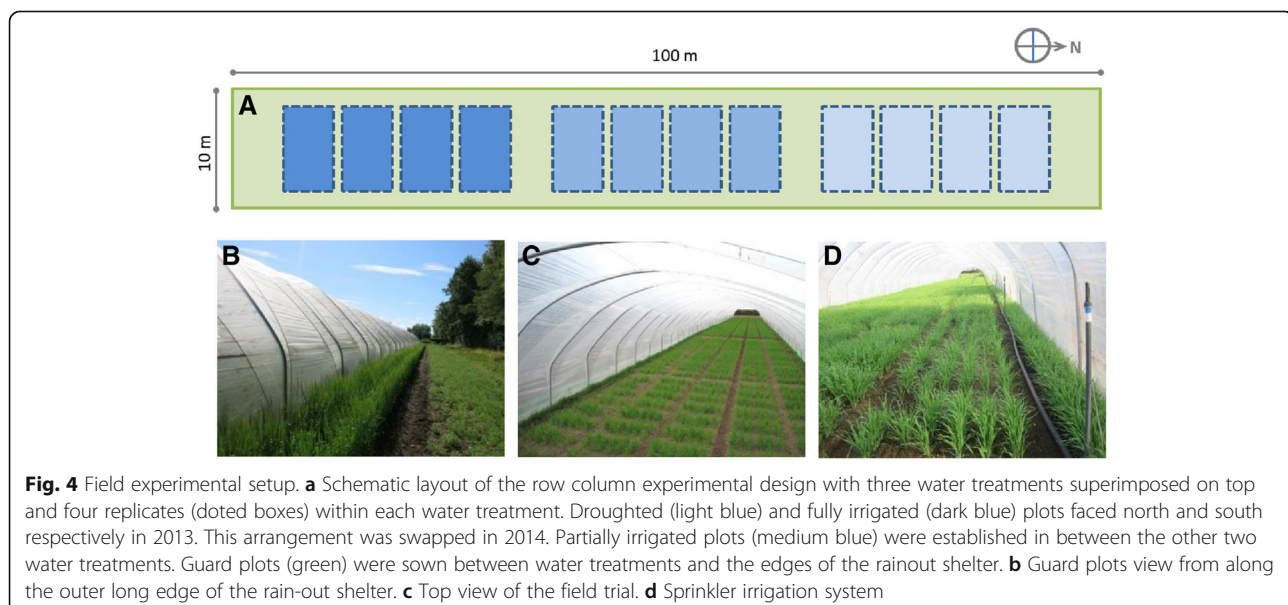 N
100 m
A
10 m
B
C
D
Fig. 4 Field experimental setup. a Schematic layout of the row column experimental design with three water treatments superimposed on top
and four replicates (doted boxes) within each water treatment. Droughted (light blue) and fully irrigated (dark blue) plots faced north and south
respectively in 2013. This arrangement was swapped in 2014. Partially irrigated plots (medium blue) were established in between the other two
water treatments. Guard plots (green) were sown between water treatments and the edges of the rainout shelter. b Guard plots view from along
the outer long edge of the rain-out shelter. c Top view of the field trial. d Sprinkler irrigation system